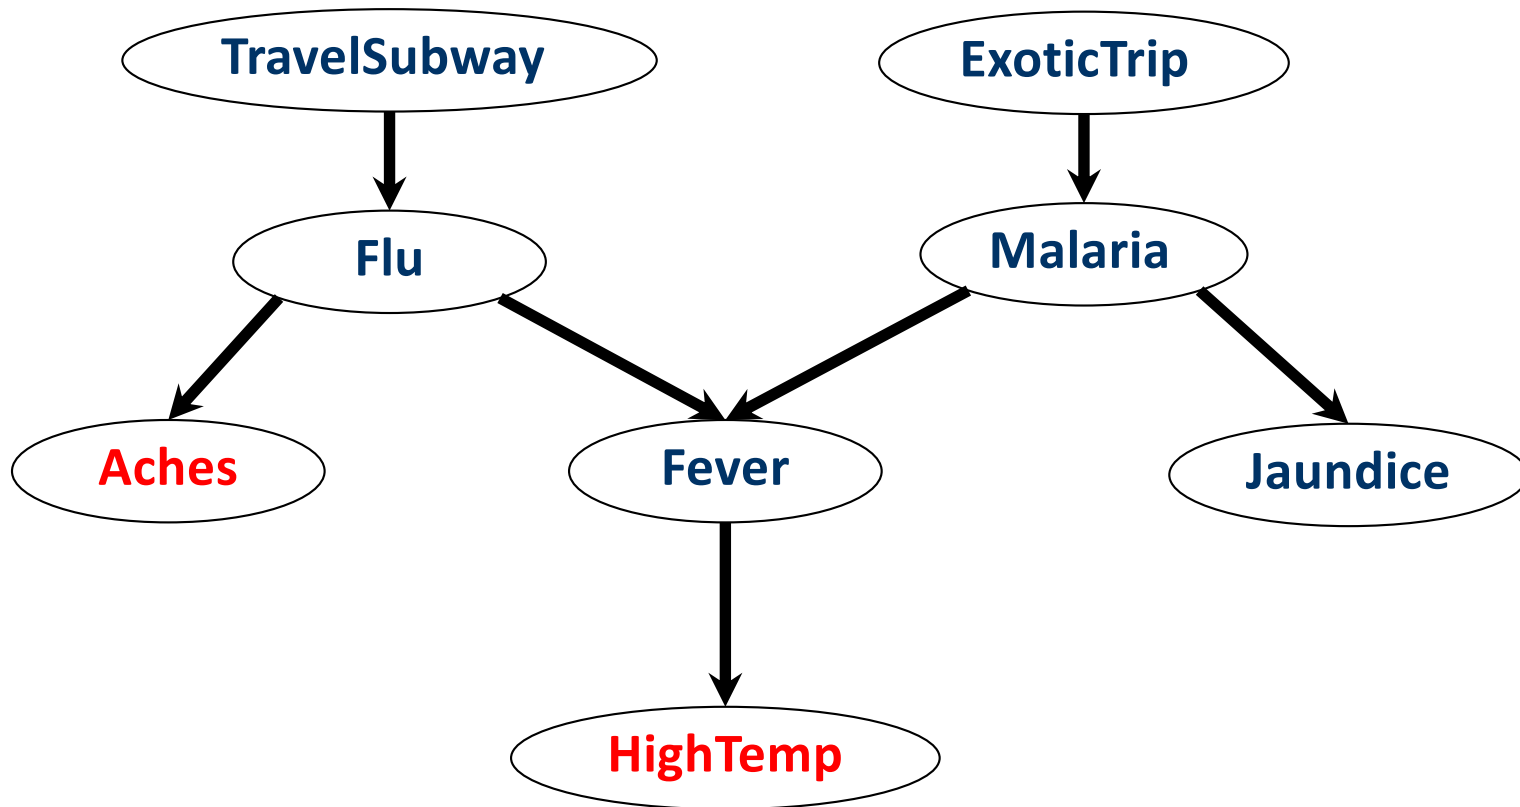 TravelSubway
ExoticTrip
Flu
Malaria
Aches
Fever
Jaundice
HighTemp